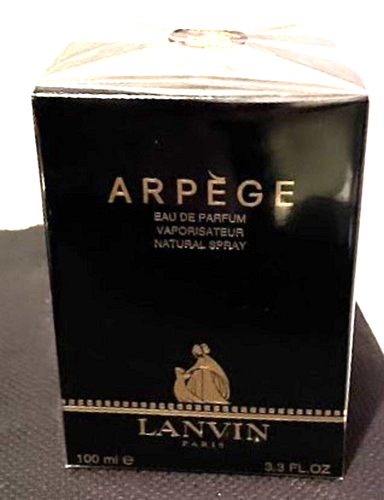 ARPÈGE
EAU DE PARFUM
VAPORISATEUR
NATURAL SPRAY
LANVIN
PARIS
100 ml ℮
3.3 FL.OZ